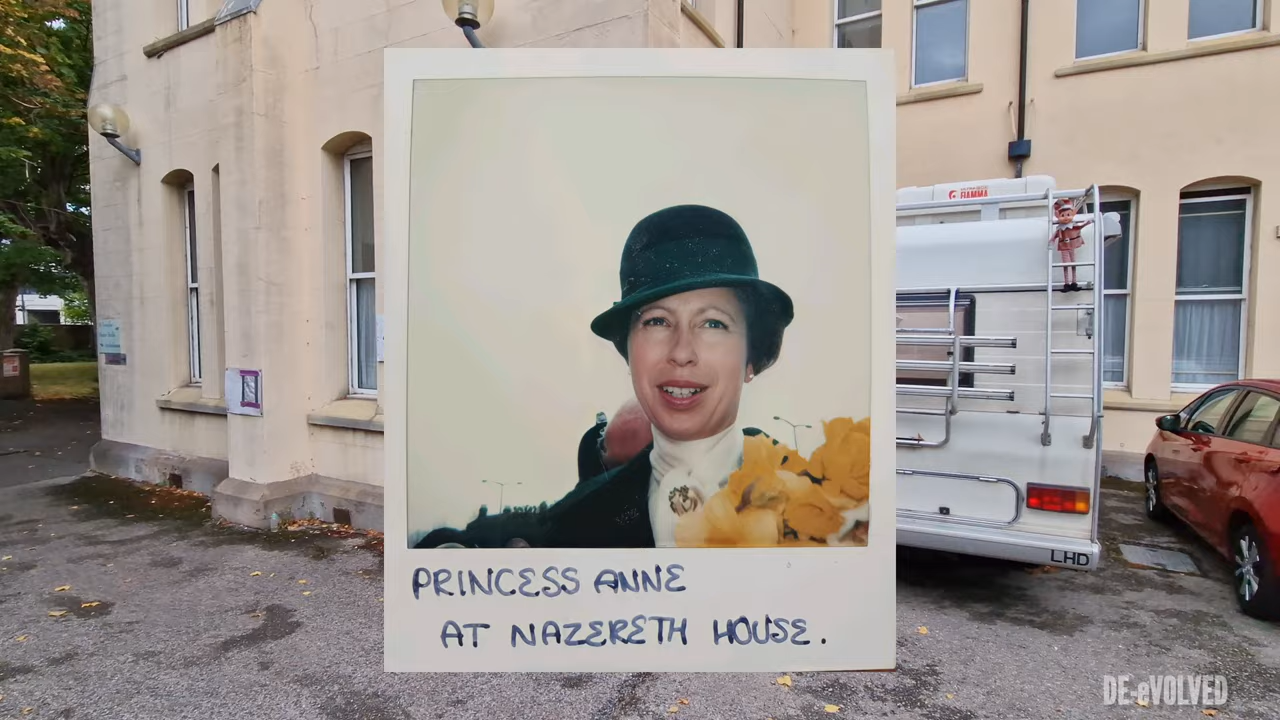 FIAMMA
PRINCESS ANNE
AT NAZERETH HOUSE.
LHD
DE-eVOLVED